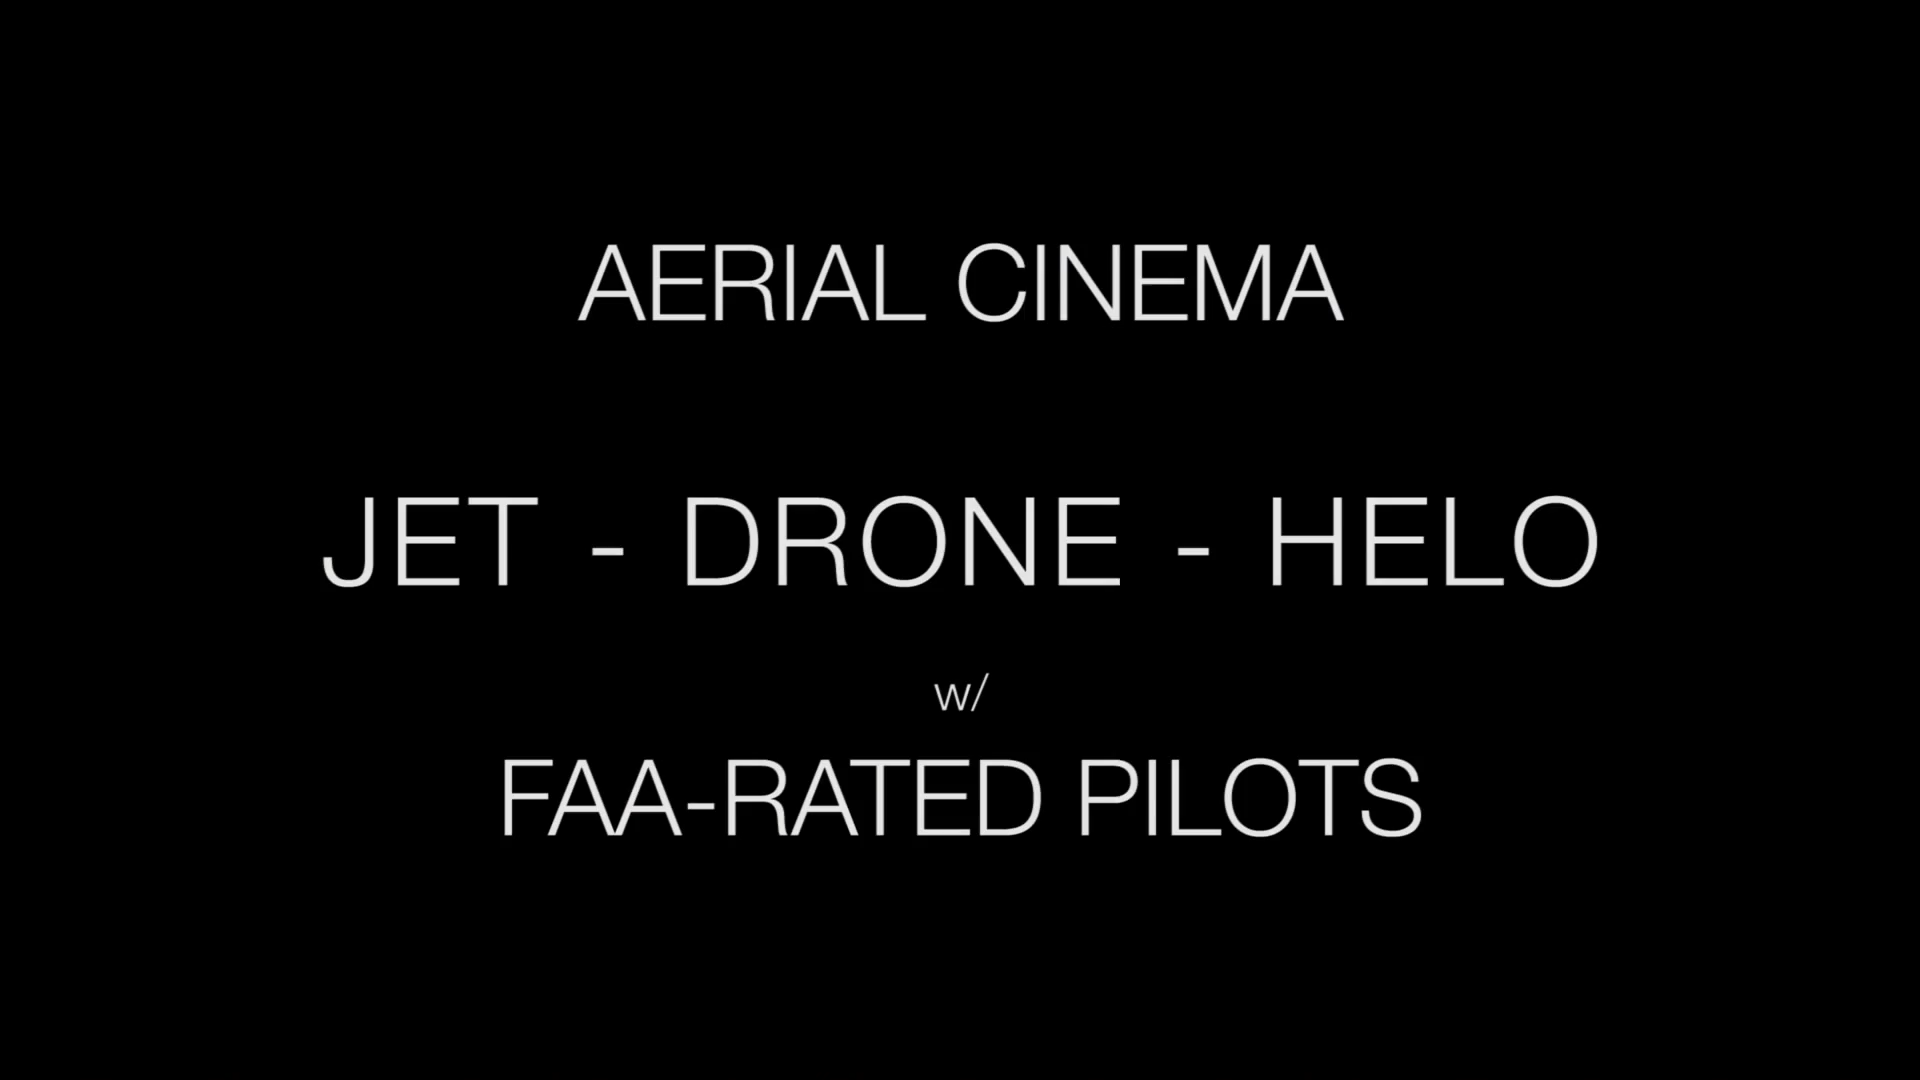 AERIAL CINEMA
JET - DRONE - HELO
w/
FAA-RATED PILOTS